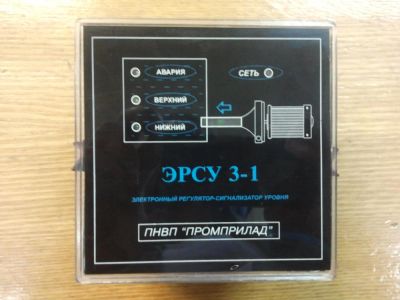 АВАРИЯ
СЕТЬ
ВЕРХНИЙ
НИЖНИЙ
ЭРСУ 3-1
ЭЛЕКТРОННЫЙ РЕГУЛЯТОР-СИГНАЛИЗАТОР УРОВНЯ
ПНВП "ПРОМПРИЛАД"